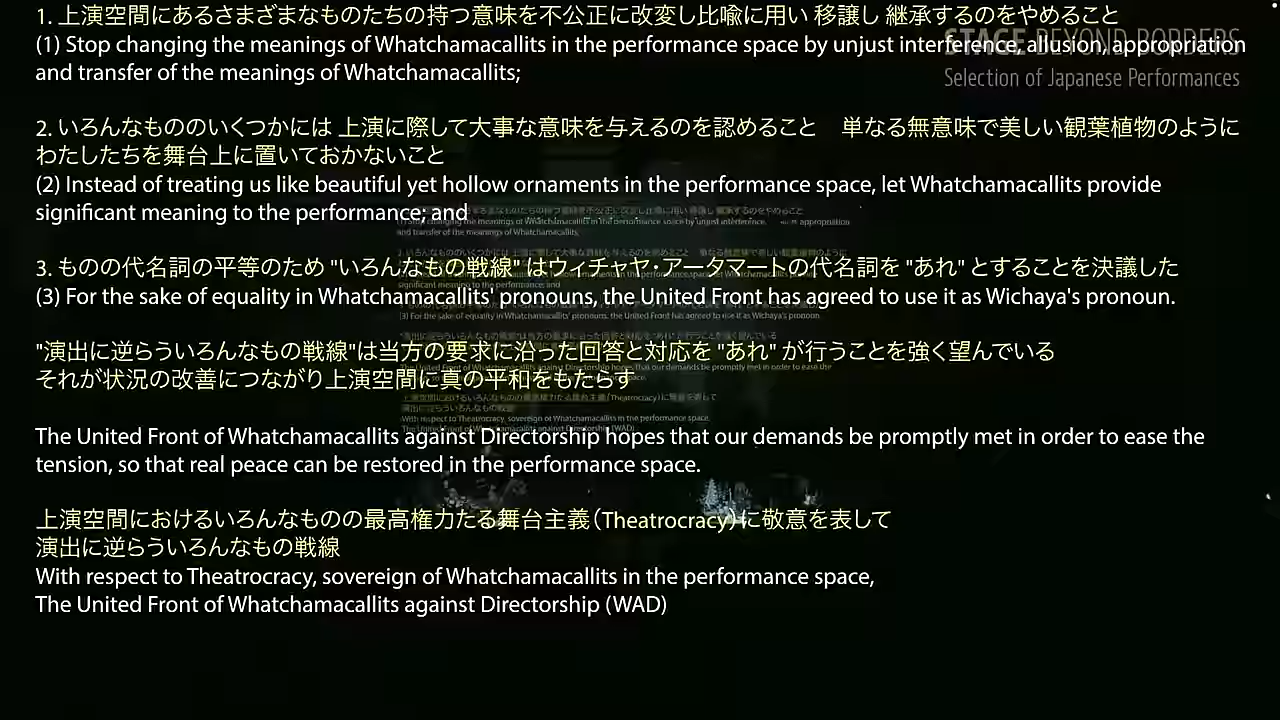 1. 上演空間にあるさまざまなものたちの持つ意味を不公正に改変し比喩に用い 移譲し 継承するのをやめること
(1) Stop changing the meanings of Whatchamacallits in the performance space by unjust interference, allusion, appropriation
and transfer of the meanings of Whatchamacallits;
STAGE BEYOND BORDERS
Selection of Japanese Performances
2. いろんなもののいくつかには 上演に際して大事な意味を与えるのを認めること　単なる無意味で美しい観葉植物のように
わたしたちを舞台上に置いておかないこと
(2) Instead of treating us like beautiful yet hollow ornaments in the performance space, let Whatchamacallits provide
significant meaning to the performance; and
3. ものの代名詞の平等のため "いろんなもの戦線" はウィチャヤ・アータマートの代名詞を "あれ" とすることを決議した
(3) For the sake of equality in Whatchamacallits' pronouns, the United Front has agreed to use it as Wichaya's pronoun.
"演出に逆らういろんなもの戦線"は当方の要求に沿った回答と対応を "あれ" が行うことを強く望んでいる
それが状況の改善につながり上演空間に真の平和をもたらす
The United Front of Whatchamacallits against Directorship hopes that our demands be promptly met in order to ease the
tension, so that real peace can be restored in the performance space.
上演空間におけるいろんなものの最高権力たる舞台主義（Theatrocracy）に敬意を表して
演出に逆らういろんなもの戦線
With respect to Theatrocracy, sovereign of Whatchamacallits in the performance space,
The United Front of Whatchamacallits against Directorship (WAD)